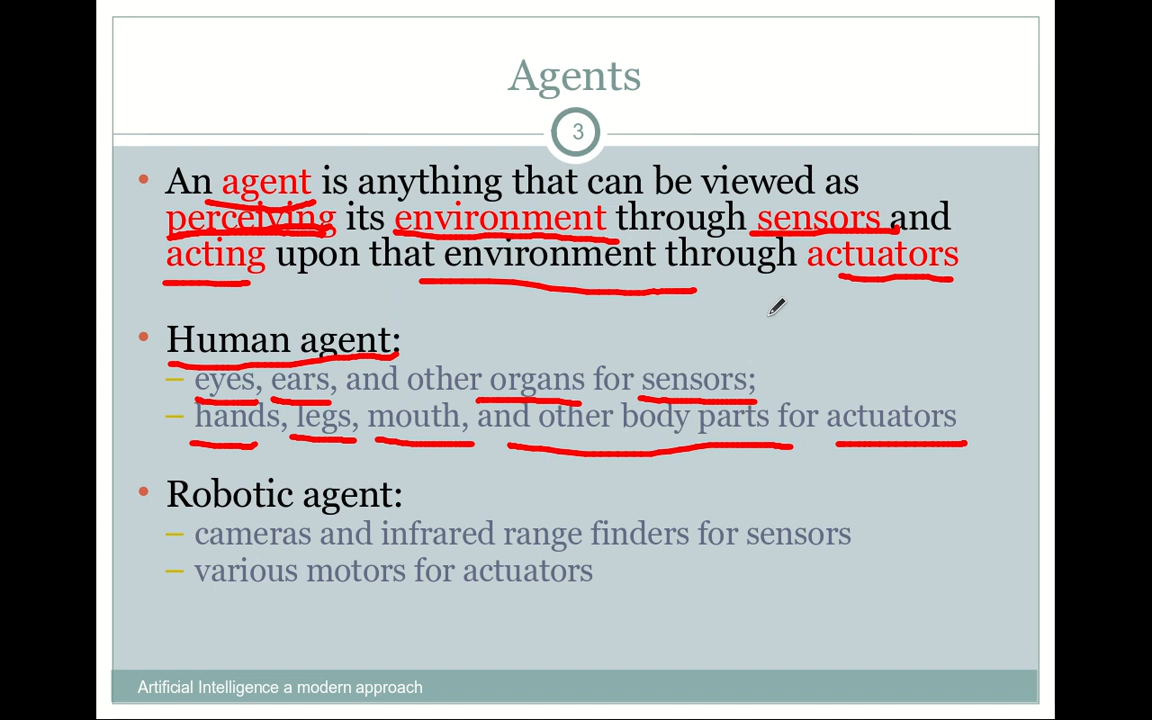 Agents
3
• An agent is anything that can be viewed as
perceiving its environment through sensors and
acting upon that environment through actuators
• Human agent:
– eyes, ears, and other organs for sensors;
– hands, legs, mouth, and other body parts for actuators
• Robotic agent:
– cameras and infrared range finders for sensors
– various motors for actuators
Artificial Intelligence a modern approach